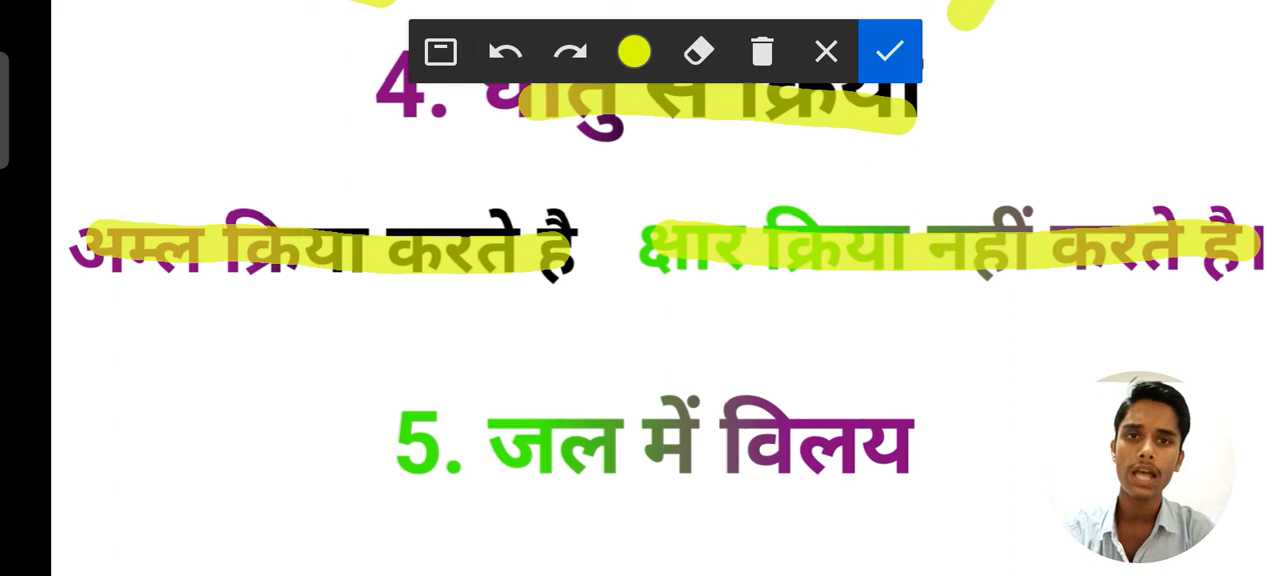 4. धातु से क्रिया
अम्ल क्रिया करते है क्षार क्रिया नहीं करते है।
5. जल में विलय